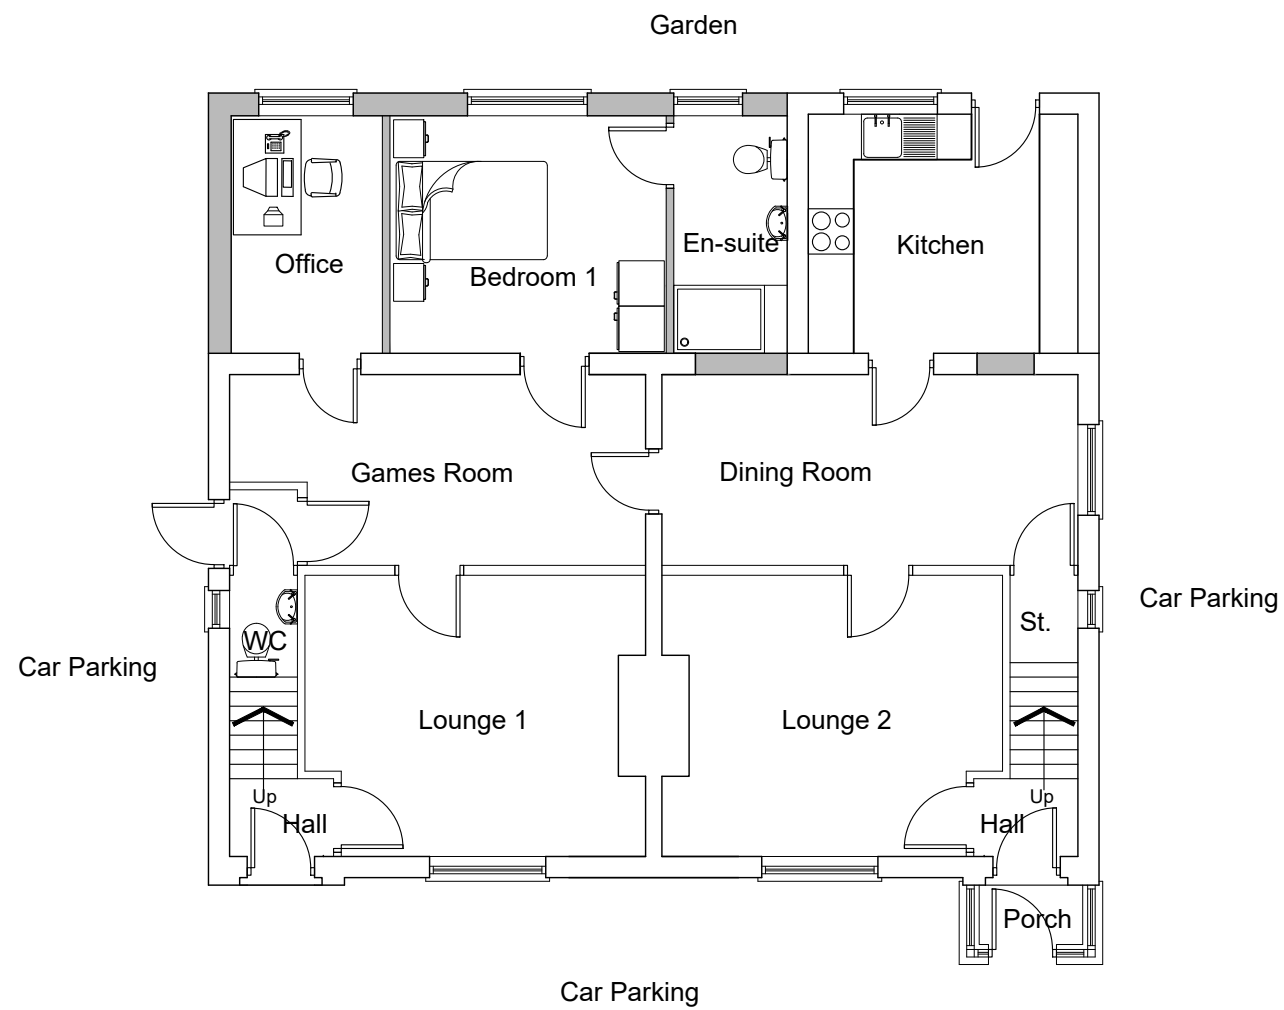 Garden
Office
Bedroom 1
En-suite
Kitchen
Games Room
Dining Room
Car Parking
St.
WC
Car Parking
Lounge 1
Lounge 2
Up
Up
Hall
Hall
Porch
Car Parking